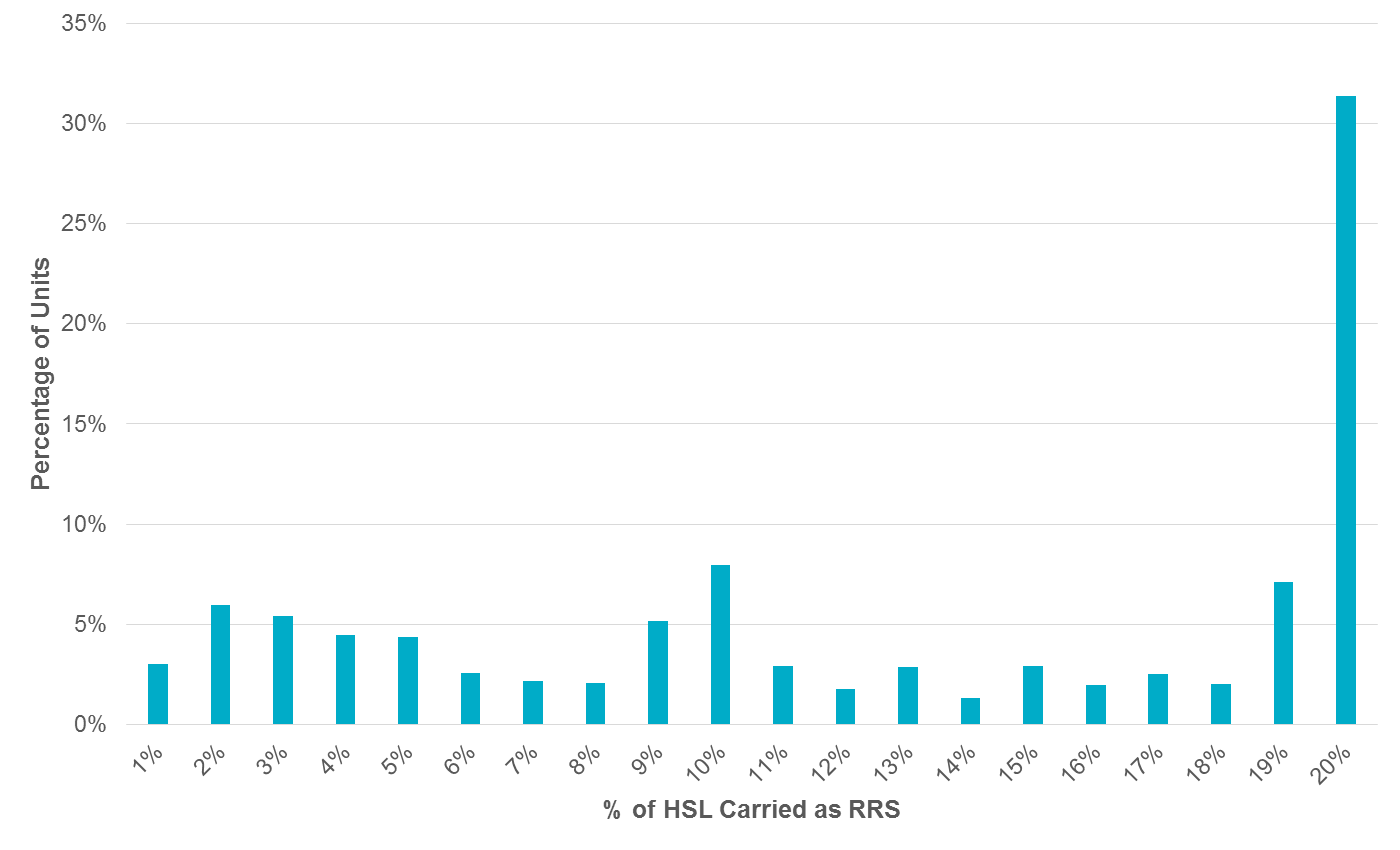 35%
30%
25%
20%
15%
10%
5%
0%
Percentage of Units
1% 2% 3% 4% 5% 6% 7% 8% 9% 10% 11% 12% 13% 14% 15% 16% 17% 18% 19% 20%
% of HSL Carried as RRS